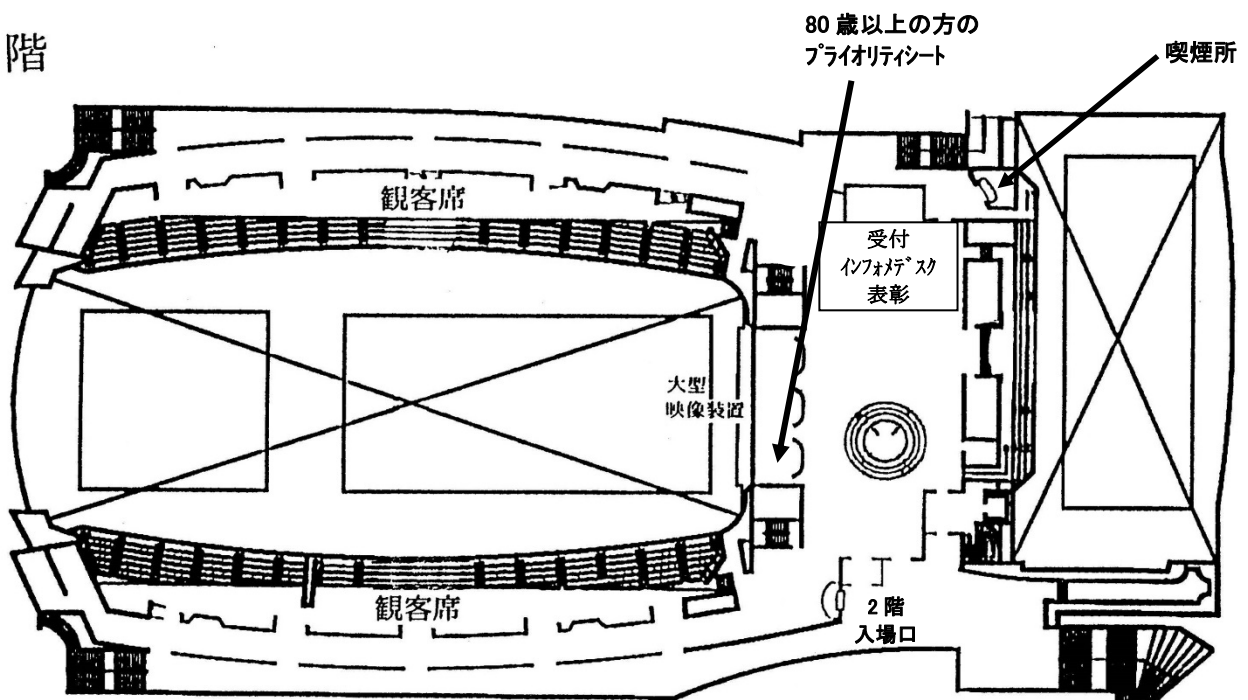 階
80 歳以上の方の
プライオリティシート
喫煙所
観客席
受付
インフォメデスク
表彰
大型
映像装置
観客席
2 階
入場口